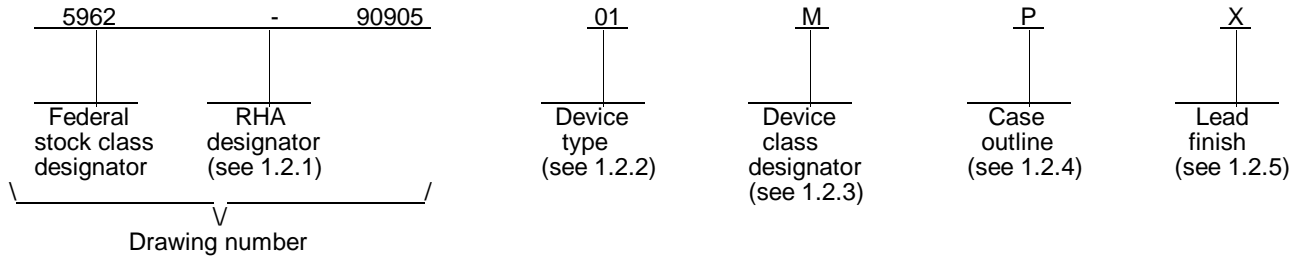 5962 - 90905 01 M P X
Federal RHA Device Device Case Lead
stock class designator type class outline finish
designator (see 1.2.1) (see 1.2.2) designator (see 1.2.4) (see 1.2.5)
(see 1.2.3)
Drawing number